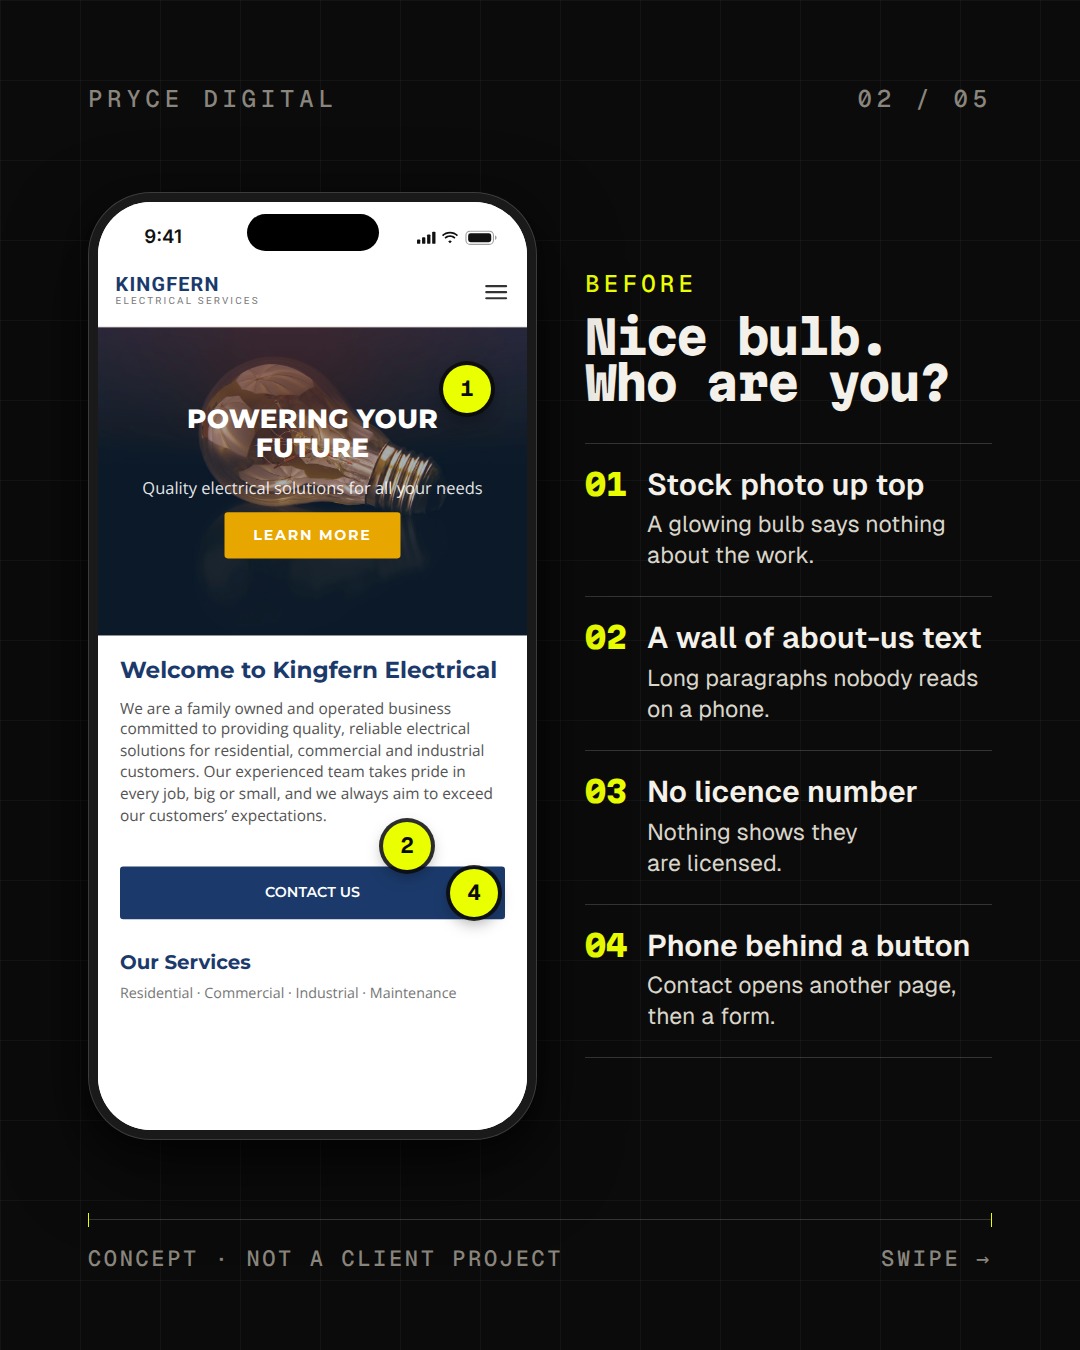 PRYCE DIGITAL
02 / 05
9:41
KINGFERN
ELECTRICAL SERVICES
1
POWERING YOUR
FUTURE
Quality electrical solutions for all your needs
LEARN MORE
Welcome to Kingfern Electrical
We are a family owned and operated business
committed to providing quality, reliable electrical
solutions for residential, commercial and industrial
customers. Our experienced team takes pride in
every job, big or small, and we always aim to exceed
our customers’ expectations.
2
CONTACT US
4
Our Services
Residential · Commercial · Industrial · Maintenance
BEFORE
Nice bulb.
Who are you?
01 Stock photo up top
A glowing bulb says nothing
about the work.
02 A wall of about-us text
Long paragraphs nobody reads
on a phone.
03 No licence number
Nothing shows they
are licensed.
04 Phone behind a button
Contact opens another page,
then a form.
CONCEPT · NOT A CLIENT PROJECT
SWIPE →